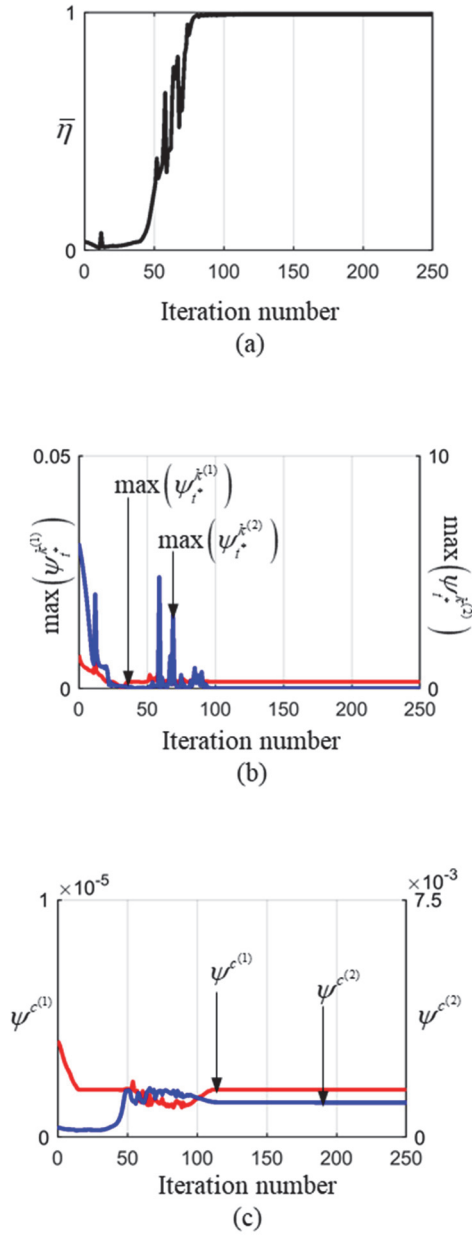 1
η̄
0
0 50 100 150 200 250
Iteration number
(a)
0.05 10
max(ψ_{t*}^{ǩ^{(1)}})
max(ψ_{t*}^{ǩ^{(2)}})
max(ψ_{t*}^{ǩ^{(1)}})
max(ψ_{t*}^{ǩ^{(2)}})
0 0
0 50 100 150 200 250
Iteration number
(b)
×10^{-5} ×10^{-3}
1 7.5
ψ^{c^{(1)}}
ψ^{c^{(2)}}
ψ^{c^{(1)}}
ψ^{c^{(2)}}
0 0
0 50 100 150 200 250
Iteration number
(c)